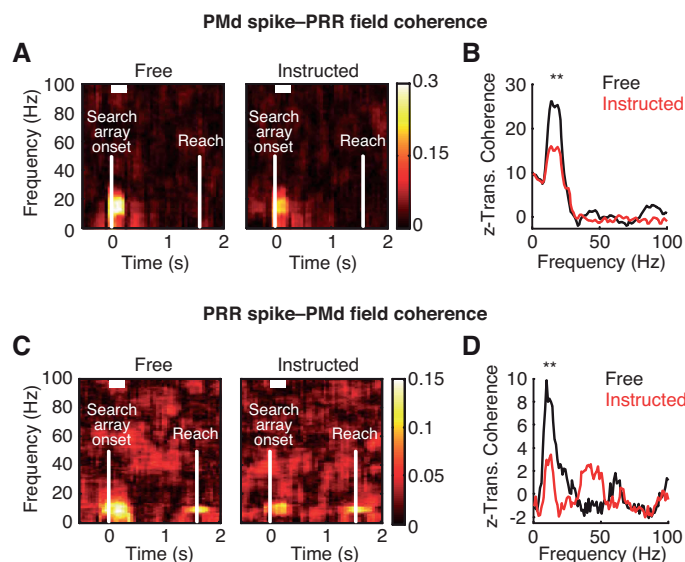 PMd spike–PRR field coherence
A
Free
Instructed
Frequency (Hz)
100
80
60
40
20
0
Search
array
onset
Reach
Search
array
onset
Reach
0.3
0.15
0
0 1 2
0 1 2
Time (s)
Time (s)
B
z-Trans. Coherence
30
20
10
0
**
Free
Instructed
0 50 100
Frequency (Hz)
PRR spike–PMd field coherence
C
Free
Instructed
Frequency (Hz)
100
80
60
40
20
0
Search
array
onset
Reach
Search
array
onset
Reach
0.15
0.1
0.05
0
0 1 2
0 1 2
Time (s)
Time (s)
D
z-Trans. Coherence
10
8
6
4
2
0
-2
**
Free
Instructed
0 50 100
Frequency (Hz)